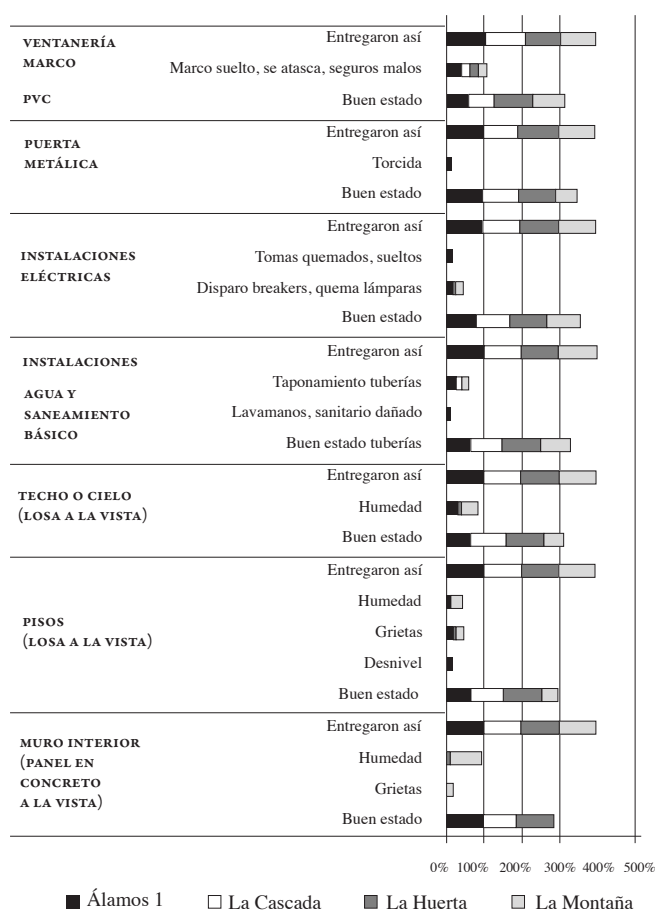 VENTANERÍA
MARCO
PVC
Entregaron así
Marco suelto, se atasca, seguros malos
Buen estado
PUERTA
METÁLICA
Entregaron así
Torcida
Buen estado
INSTALACIONES
ELÉCTRICAS
Entregaron así
Tomas quemados, sueltos
Disparo breakers, quema lámparas
Buen estado
INSTALACIONES
AGUA Y
SANEAMIENTO
BÁSICO
Entregaron así
Taponamiento tuberías
Lavamanos, sanitario dañado
Buen estado tuberías
TECHO O CIELO
(LOSA A LA VISTA)
Entregaron así
Humedad
Buen estado
PISOS
(LOSA A LA VISTA)
Entregaron así
Humedad
Grietas
Desnivel
Buen estado
MURO INTERIOR
(PANEL EN
CONCRETO
A LA VISTA)
Entregaron así
Humedad
Grietas
Buen estado
0% 100% 200% 300% 400% 500%
Álamos 1 La Cascada La Huerta La Montaña